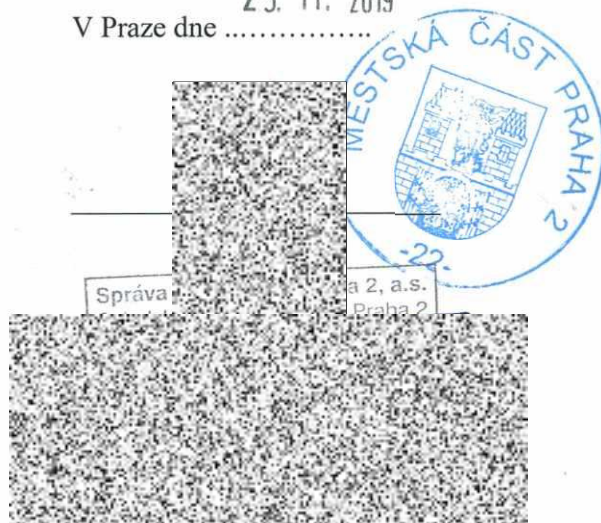 25. 11. 2019
V Praze dne ...............
MĚSTSKÁ ČÁST PRAHA 2
-22-
Správa
a 2, a.s.
Praha 2